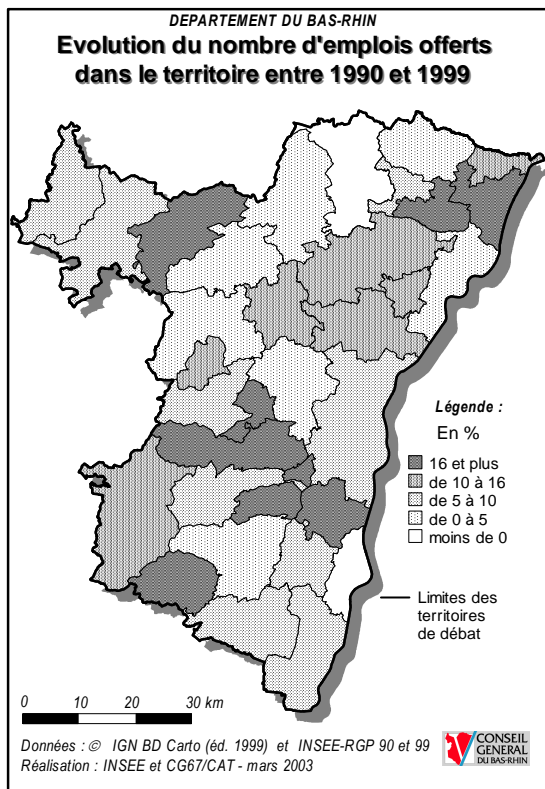 DEPARTEMENT DU BAS-RHIN
Evolution du nombre d'emplois offerts
dans le territoire entre 1990 et 1999
Légende :
En %
16 et plus
de 10 à 16
de 5 à 10
de 0 à 5
moins de 0
Limites des
territoires
de débat
0 10 20 30 km
Données : © IGN BD Carto (éd. 1999) et INSEE-RGP 90 et 99
Réalisation : INSEE et CG67/CAT - mars 2003
CONSEIL
GENERAL
DU BAS-RHIN